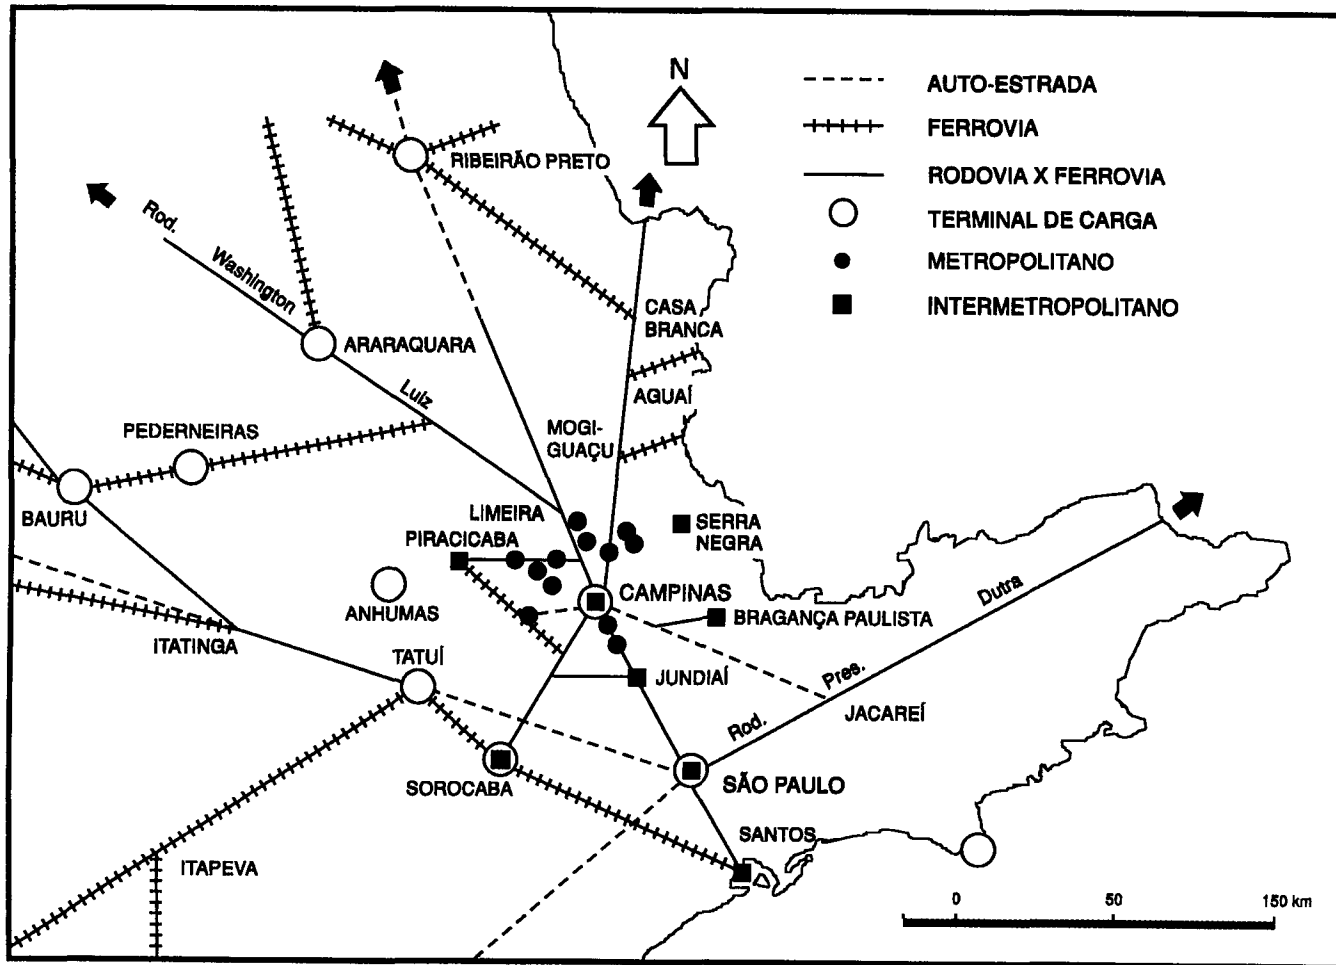 N
AUTO-ESTRADA
FERROVIA
RODOVIA X FERROVIA
TERMINAL DE CARGA
METROPOLITANO
INTERMETROPOLITANO
RIBEIRÃO PRETO
Rod.
Washington
Luiz
ARARAQUARA
CASA
BRANCA
AGUAÍ
MOGI-
GUAÇU
PEDERNEIRAS
BAURU
LIMEIRA
PIRACICABA
SERRA
NEGRA
ANHUMAS
CAMPINAS
BRAGANÇA PAULISTA
ITATINGA
TATUÍ
JUNDIAÍ
Rod.
Pres.
Dutra
JACAREÍ
SOROCABA
SÃO PAULO
SANTOS
ITAPEVA
0
50
150 km